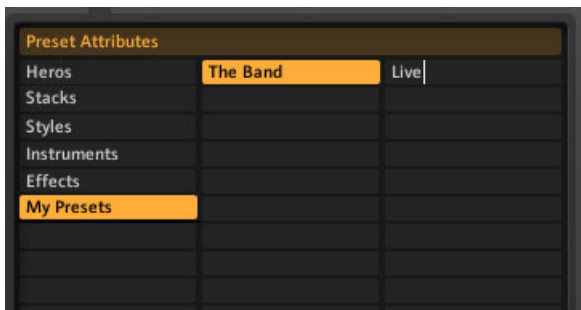 Preset Attributes
Heros The Band Live
Stacks
Styles
Instruments
Effects
My Presets